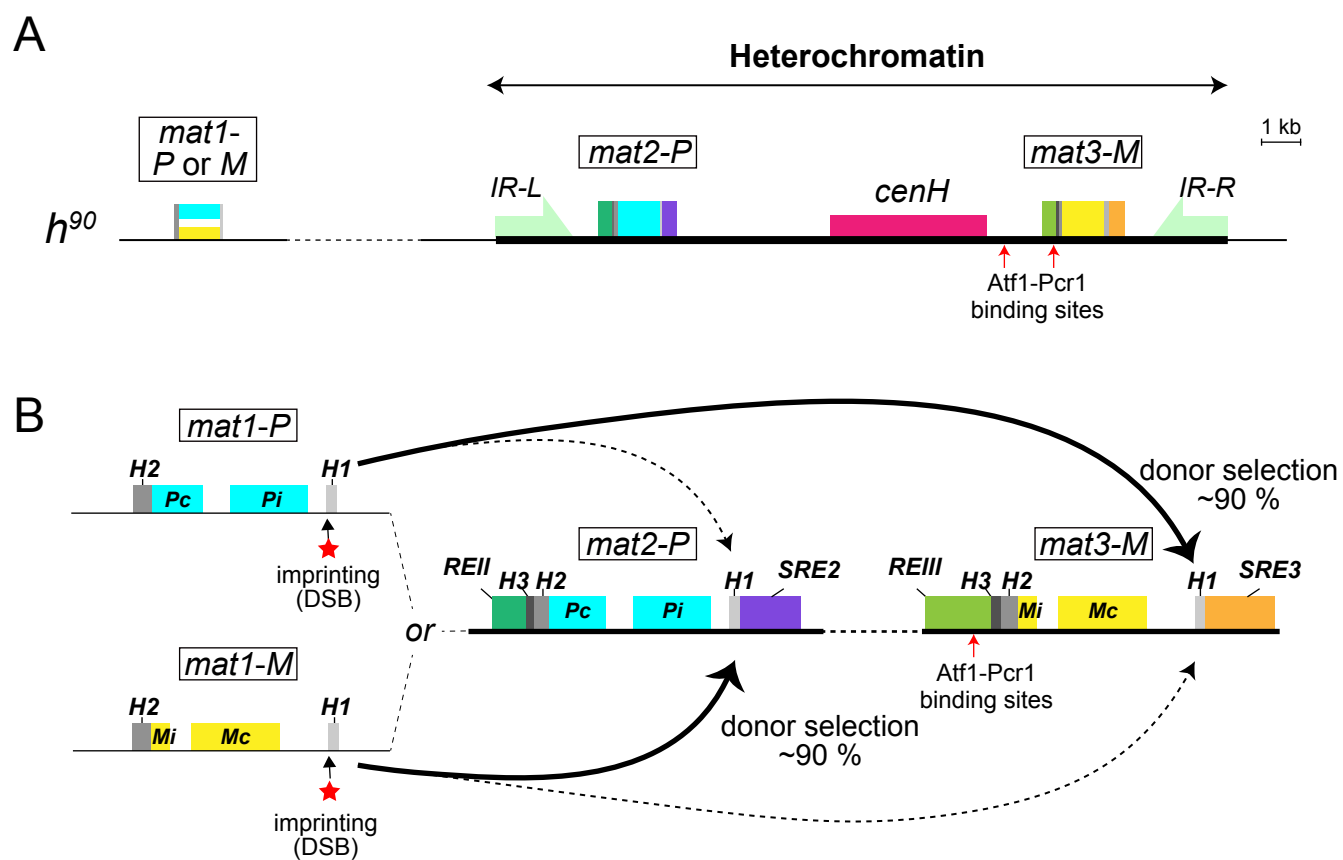 A
Heterochromatin
mat1-
P or M
mat2-P
mat3-M
1 kb
IR-L
cenH
IR-R
h90
Atf1-Pcr1
binding sites
B
mat1-P
H2
H1
Pc
Pi
imprinting
(DSB)
donor selection
~90 %
mat2-P
mat3-M
REII
H3
H2
H1
SRE2
REIII
H3
H2
H1
SRE3
Pc
Pi
Mi
Mc
or
mat1-M
Atf1-Pcr1
binding sites
H2
H1
Mi
Mc
donor selection
~90 %
imprinting
(DSB)